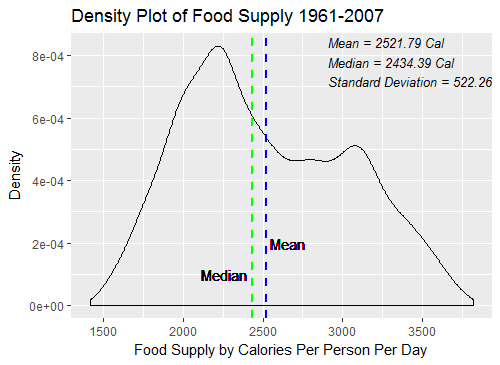 Density Plot of Food Supply 1961-2007
Mean = 2521.79 Cal
Median = 2434.39 Cal
Standard Deviation = 522.26
8e-04
6e-04
4e-04
2e-04
0e+00
Density
Mean
Median
1500 2000 2500 3000 3500
Food Supply by Calories Per Person Per Day